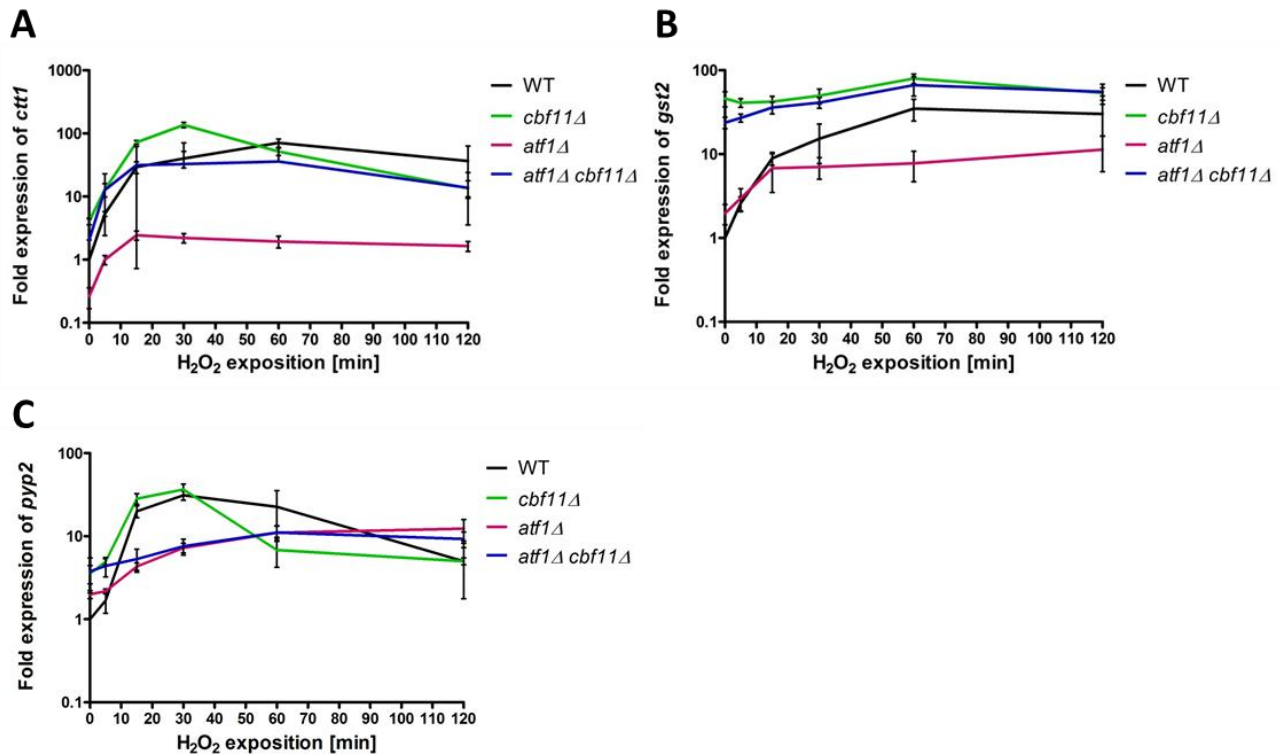 A
Fold expression of ctt1
1000
100
10
1
0.1
0 10 20 30 40 50 60 70 80 90 100 110 120
H₂O₂ exposition [min]
WT
cbf11Δ
atf1Δ
atf1Δ cbf11Δ
B
Fold expression of gst2
100
10
1
0.1
0 10 20 30 40 50 60 70 80 90 100 110 120
H₂O₂ exposition [min]
WT
cbf11Δ
atf1Δ
atf1Δ cbf11Δ
C
Fold expression of pyp2
100
10
1
0.1
0 10 20 30 40 50 60 70 80 90 100 110 120
H₂O₂ exposition [min]
WT
cbf11Δ
atf1Δ
atf1Δ cbf11Δ